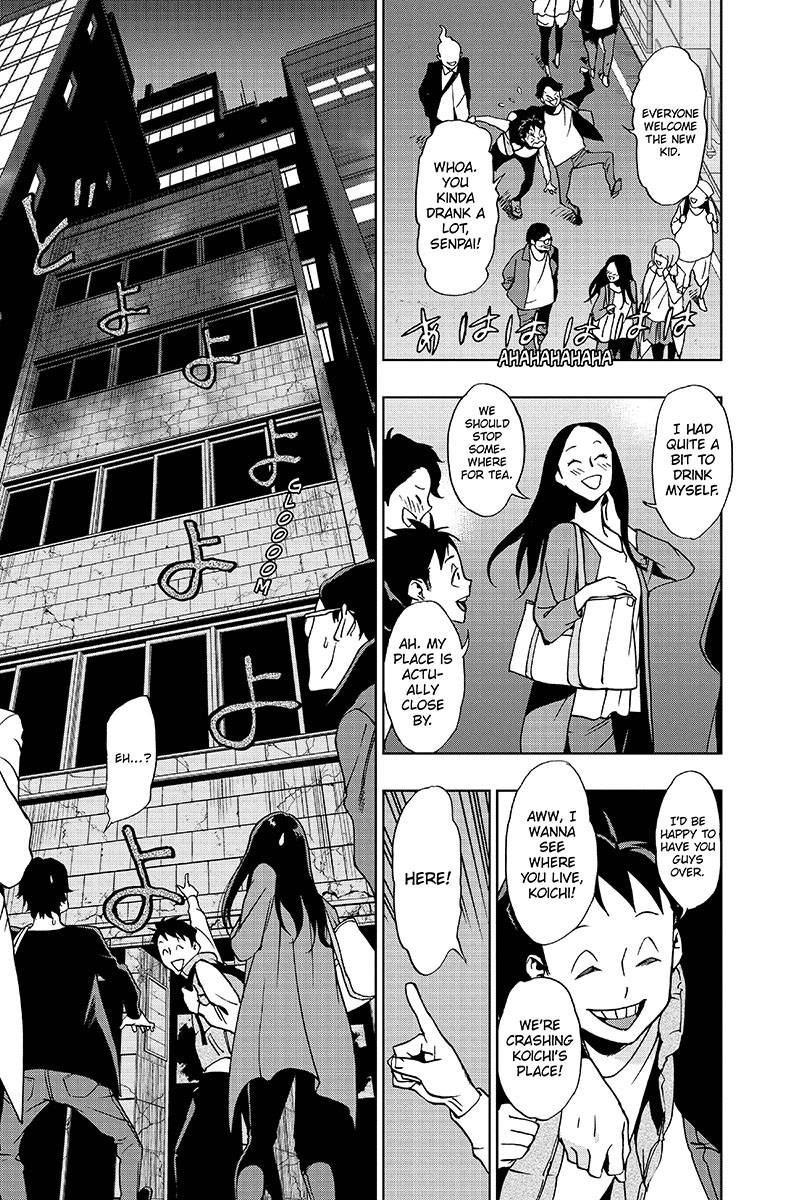 EVERYONE
WELCOME
THE NEW
KID.
WHOA.
YOU
KINDA
DRANK A
LOT,
SENPAI!
あはははははは
AHAHAHAHAHA
I HAD
QUITE A
BIT TO
DRINK
MYSELF.
WE
SHOULD
STOP
SOME-
WHERE
FOR TEA.
AH. MY
PLACE IS
ACTU-
ALLY
CLOSE
BY.
I'D BE
HAPPY TO
HAVE YOU
GUYS
OVER.
AWW, I
WANNA
SEE
WHERE
YOU LIVE,
KOICHI!
WE'RE
CRASHING
KOICHI'S
PLACE!
HERE!
どよよよよよよ
GLOOOOM
EH...?